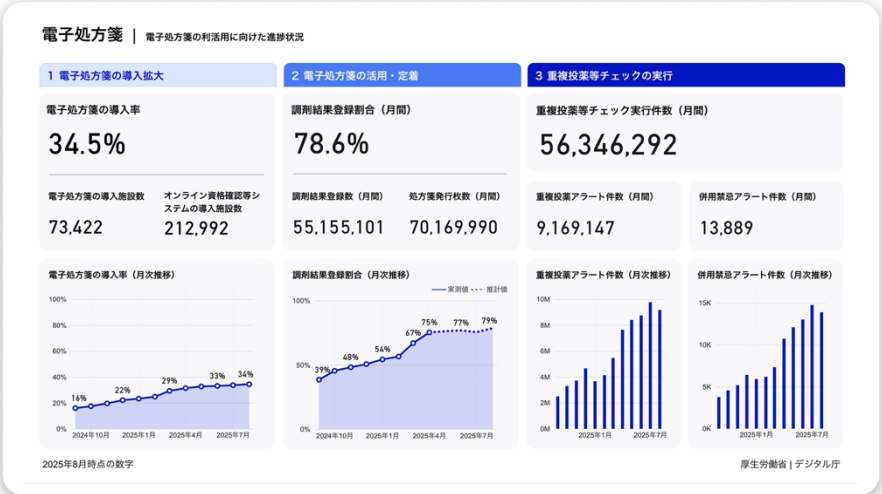 電子処方箋 | 電子処方箋の利活用に向けた進捗状況
1 電子処方箋の導入拡大
2 電子処方箋の活用・定着
3 重複投薬等チェックの実行
電子処方箋の導入率
34.5%
電子処方箋の導入施設数
73,422
オンライン資格確認等シ
ステムの導入施設数
212,992
調剤結果登録割合（月間）
78.6%
調剤結果登録数（月間）
55,155,101
処方箋発行枚数（月間）
70,169,990
重複投薬等チェック実行件数（月間）
56,346,292
重複投薬アラート件数（月間）
9,169,147
併用禁忌アラート件数（月間）
13,889
電子処方箋の導入率（月次推移）
100%
80%
60%
40%
20%
0%
16%
22%
29%
33%
34%
2024年10月 2025年1月 2025年4月 2025年7月
調剤結果登録割合（月次推移）
実測値 推計値
100%
50%
0%
39%
48%
54%
67%
75%
77%
79%
2024年10月 2025年1月 2025年4月 2025年7月
重複投薬アラート件数（月次推移）
10M
8M
6M
4M
2M
0M
2025年1月 2025年7月
併用禁忌アラート件数（月次推移）
15K
10K
5K
0K
2025年1月 2025年7月
2025年8月時点の数字
厚生労働省 | デジタル庁